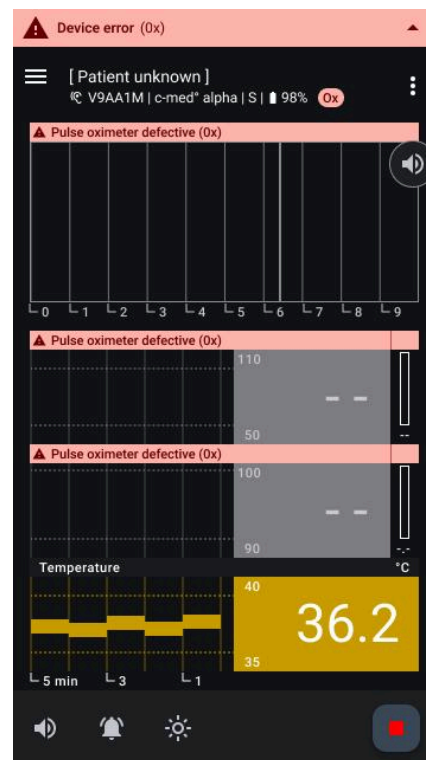 Device error (0x)
[ Patient unknown ]
V9AA1M | c-med° alpha | S | 98% 0x
Pulse oximeter defective (0x)
0 1 2 3 4 5 6 7 8 9
Pulse oximeter defective (0x)
110
- -
50
--
Pulse oximeter defective (0x)
100
- -
90
-.-
Temperature °C
40
36.2
35
5 min 3 1